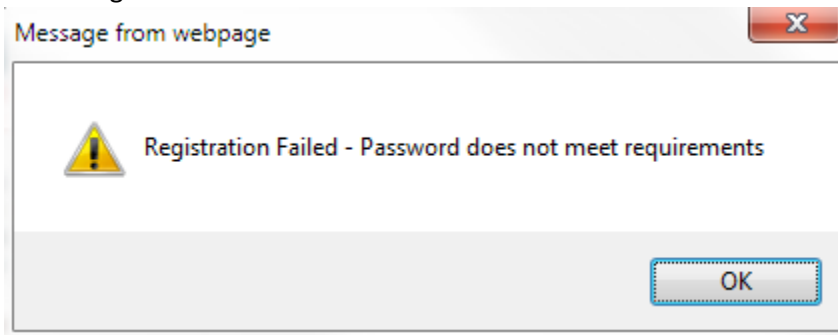 Message from webpage
Registration Failed - Password does not meet requirements
OK